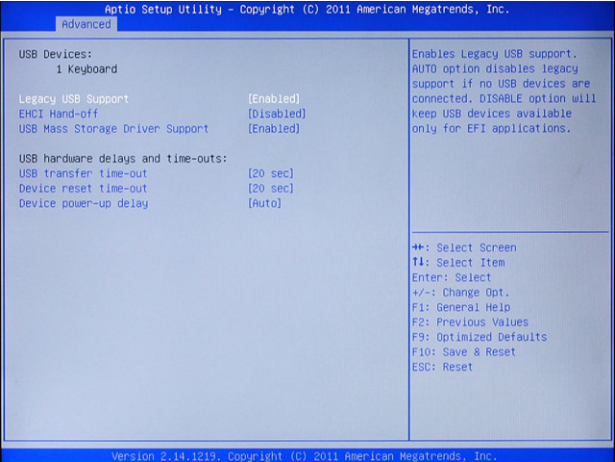 Aptio Setup Utility – Copyright (C) 2011 American Megatrends, Inc.
Advanced
USB Devices:
1 Keyboard
Legacy USB Support [Enabled]
EHCI Hand-off [Disabled]
USB Mass Storage Driver Support [Enabled]
USB hardware delays and time-outs:
USB transfer time-out [20 sec]
Device reset time-out [20 sec]
Device power-up delay [Auto]
Enables Legacy USB support.
AUTO option disables legacy
support if no USB devices are
connected. DISABLE option will
keep USB devices available
only for EFI applications.
→←: Select Screen
↑↓: Select Item
Enter: Select
+/-: Change Opt.
F1: General Help
F2: Previous Values
F9: Optimized Defaults
F10: Save & Reset
ESC: Reset
Version 2.14.1219. Copyright (C) 2011 American Megatrends, Inc.